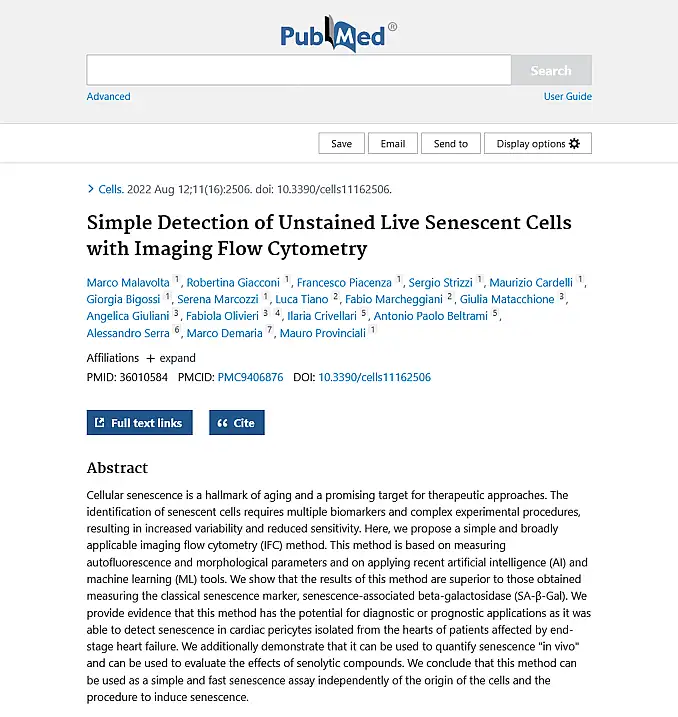 PubMed®
Search
Advanced
User Guide
Save
Email
Send to
Display options
Cells. 2022 Aug 12;11(16):2506. doi: 10.3390/cells11162506.
Simple Detection of Unstained Live Senescent Cells
with Imaging Flow Cytometry
Marco Malavolta 1, Robertina Giacconi 1, Francesco Piacenza 1, Sergio Strizzi 1, Maurizio Cardelli 1,
Giorgia Bigossi 1, Serena Marcozzi 1, Luca Tiano 2, Fabio Marcheggiani 2, Giulia Matacchione 3,
Angelica Giuliani 3, Fabiola Olivieri 3 4, Ilaria Crivellari 5, Antonio Paolo Beltrami 5,
Alessandro Serra 6, Marco Demaria 7, Mauro Provinciali 1
Affiliations + expand
PMID: 36010584 PMCID: PMC9406876 DOI: 10.3390/cells11162506
Full text links
Cite
Abstract
Cellular senescence is a hallmark of aging and a promising target for therapeutic approaches. The
identification of senescent cells requires multiple biomarkers and complex experimental procedures,
resulting in increased variability and reduced sensitivity. Here, we propose a simple and broadly
applicable imaging flow cytometry (IFC) method. This method is based on measuring
autofluorescence and morphological parameters and on applying recent artificial intelligence (AI) and
machine learning (ML) tools. We show that the results of this method are superior to those obtained
measuring the classical senescence marker, senescence-associated beta-galactosidase (SA-β-Gal). We
provide evidence that this method has the potential for diagnostic or prognostic applications as it was
able to detect senescence in cardiac pericytes isolated from the hearts of patients affected by end-
stage heart failure. We additionally demonstrate that it can be used to quantify senescence "in vivo"
and can be used to evaluate the effects of senolytic compounds. We conclude that this method can
be used as a simple and fast senescence assay independently of the origin of the cells and the
procedure to induce senescence.